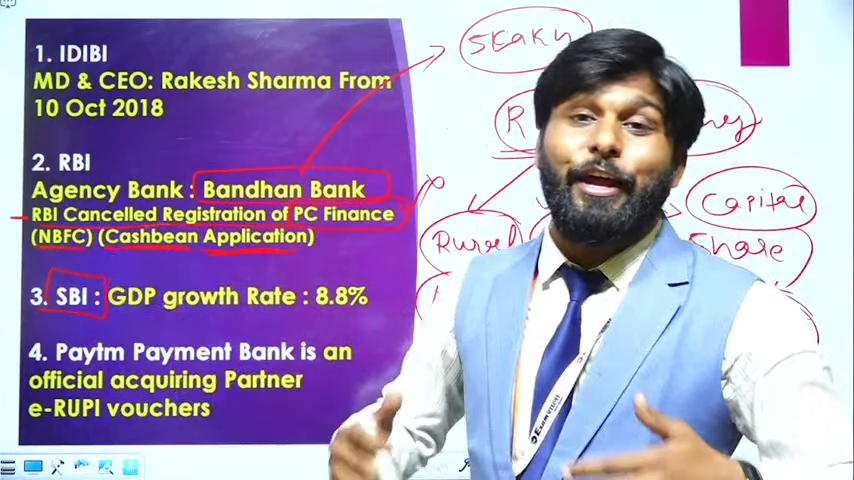 1. IDIBI
MD & CEO: Rakesh Sharma From
10 Oct 2018
2. RBI
Agency Bank : Bandhan Bank
RBI Cancelled Registration of PC Finance
(NBFC) (Cashbean Application)
3. SBI : GDP growth Rate : 8.8%
4. Paytm Payment Bank is an
official acquiring Partner
e-RUPI vouchers
R
Capital
Rural
Share